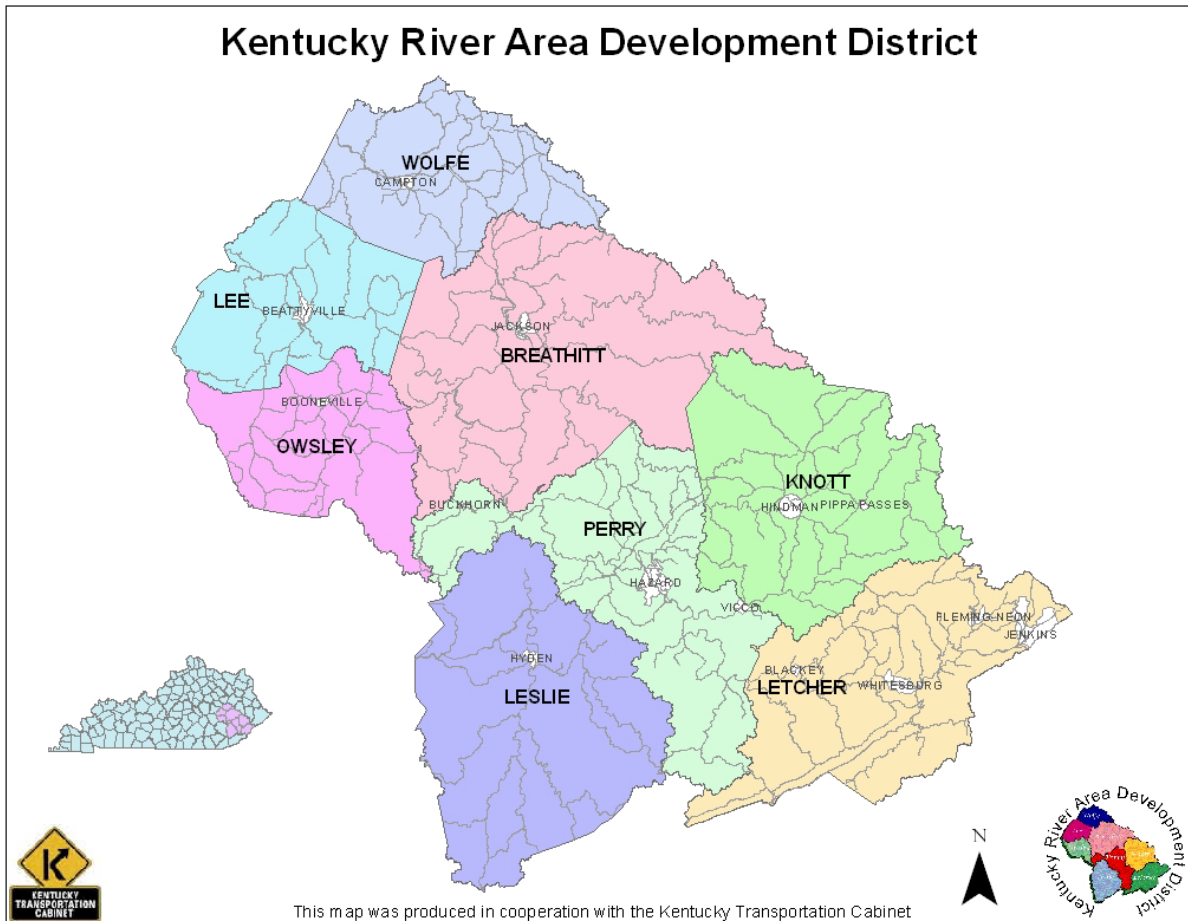 Kentucky River Area Development District
WOLFE
CAMPTON
LEE
BEATTYVILLE
JACKSON
BREATHITT
BOONEVILLE
OWSLEY
KNOTT
BUCKHORN
HINDMAN
PIPPA PASSES
PERRY
HAZARD
VICCO
FLEMING-NEON
JENKINS
HYDEN
BLACKEY
LESLIE
LETCHER
WHITESBURG
KENTUCKY
TRANSPORTATION
CABINET
N
Kentucky River Area Development District
This map was produced in cooperation with the Kentucky Transportation Cabinet